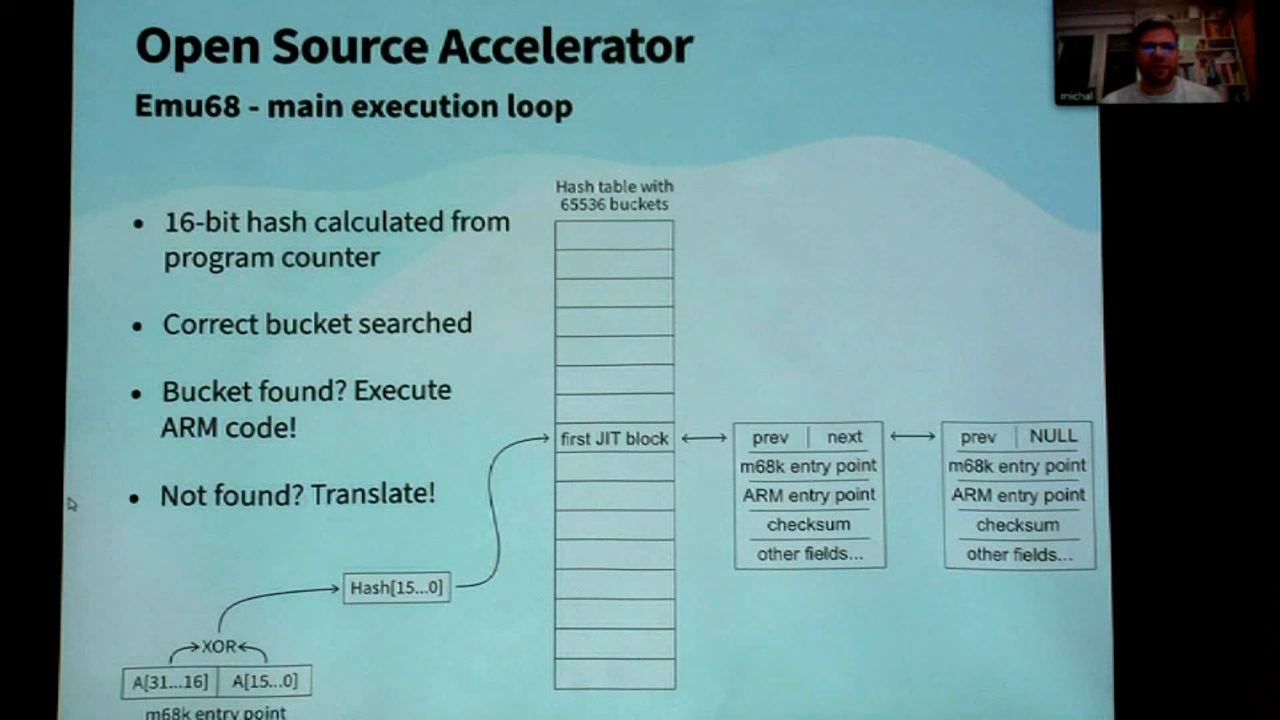 Open Source Accelerator
Emu68 - main execution loop
michal
Hash table with
65536 buckets
• 16-bit hash calculated from
program counter
• Correct bucket searched
• Bucket found? Execute
ARM code!
• Not found? Translate!
first JIT block
prev | next
m68k entry point
ARM entry point
checksum
other fields...
prev | NULL
m68k entry point
ARM entry point
checksum
other fields...
Hash[15...0]
XOR
A[31...16] A[15...0]
m68k entry point